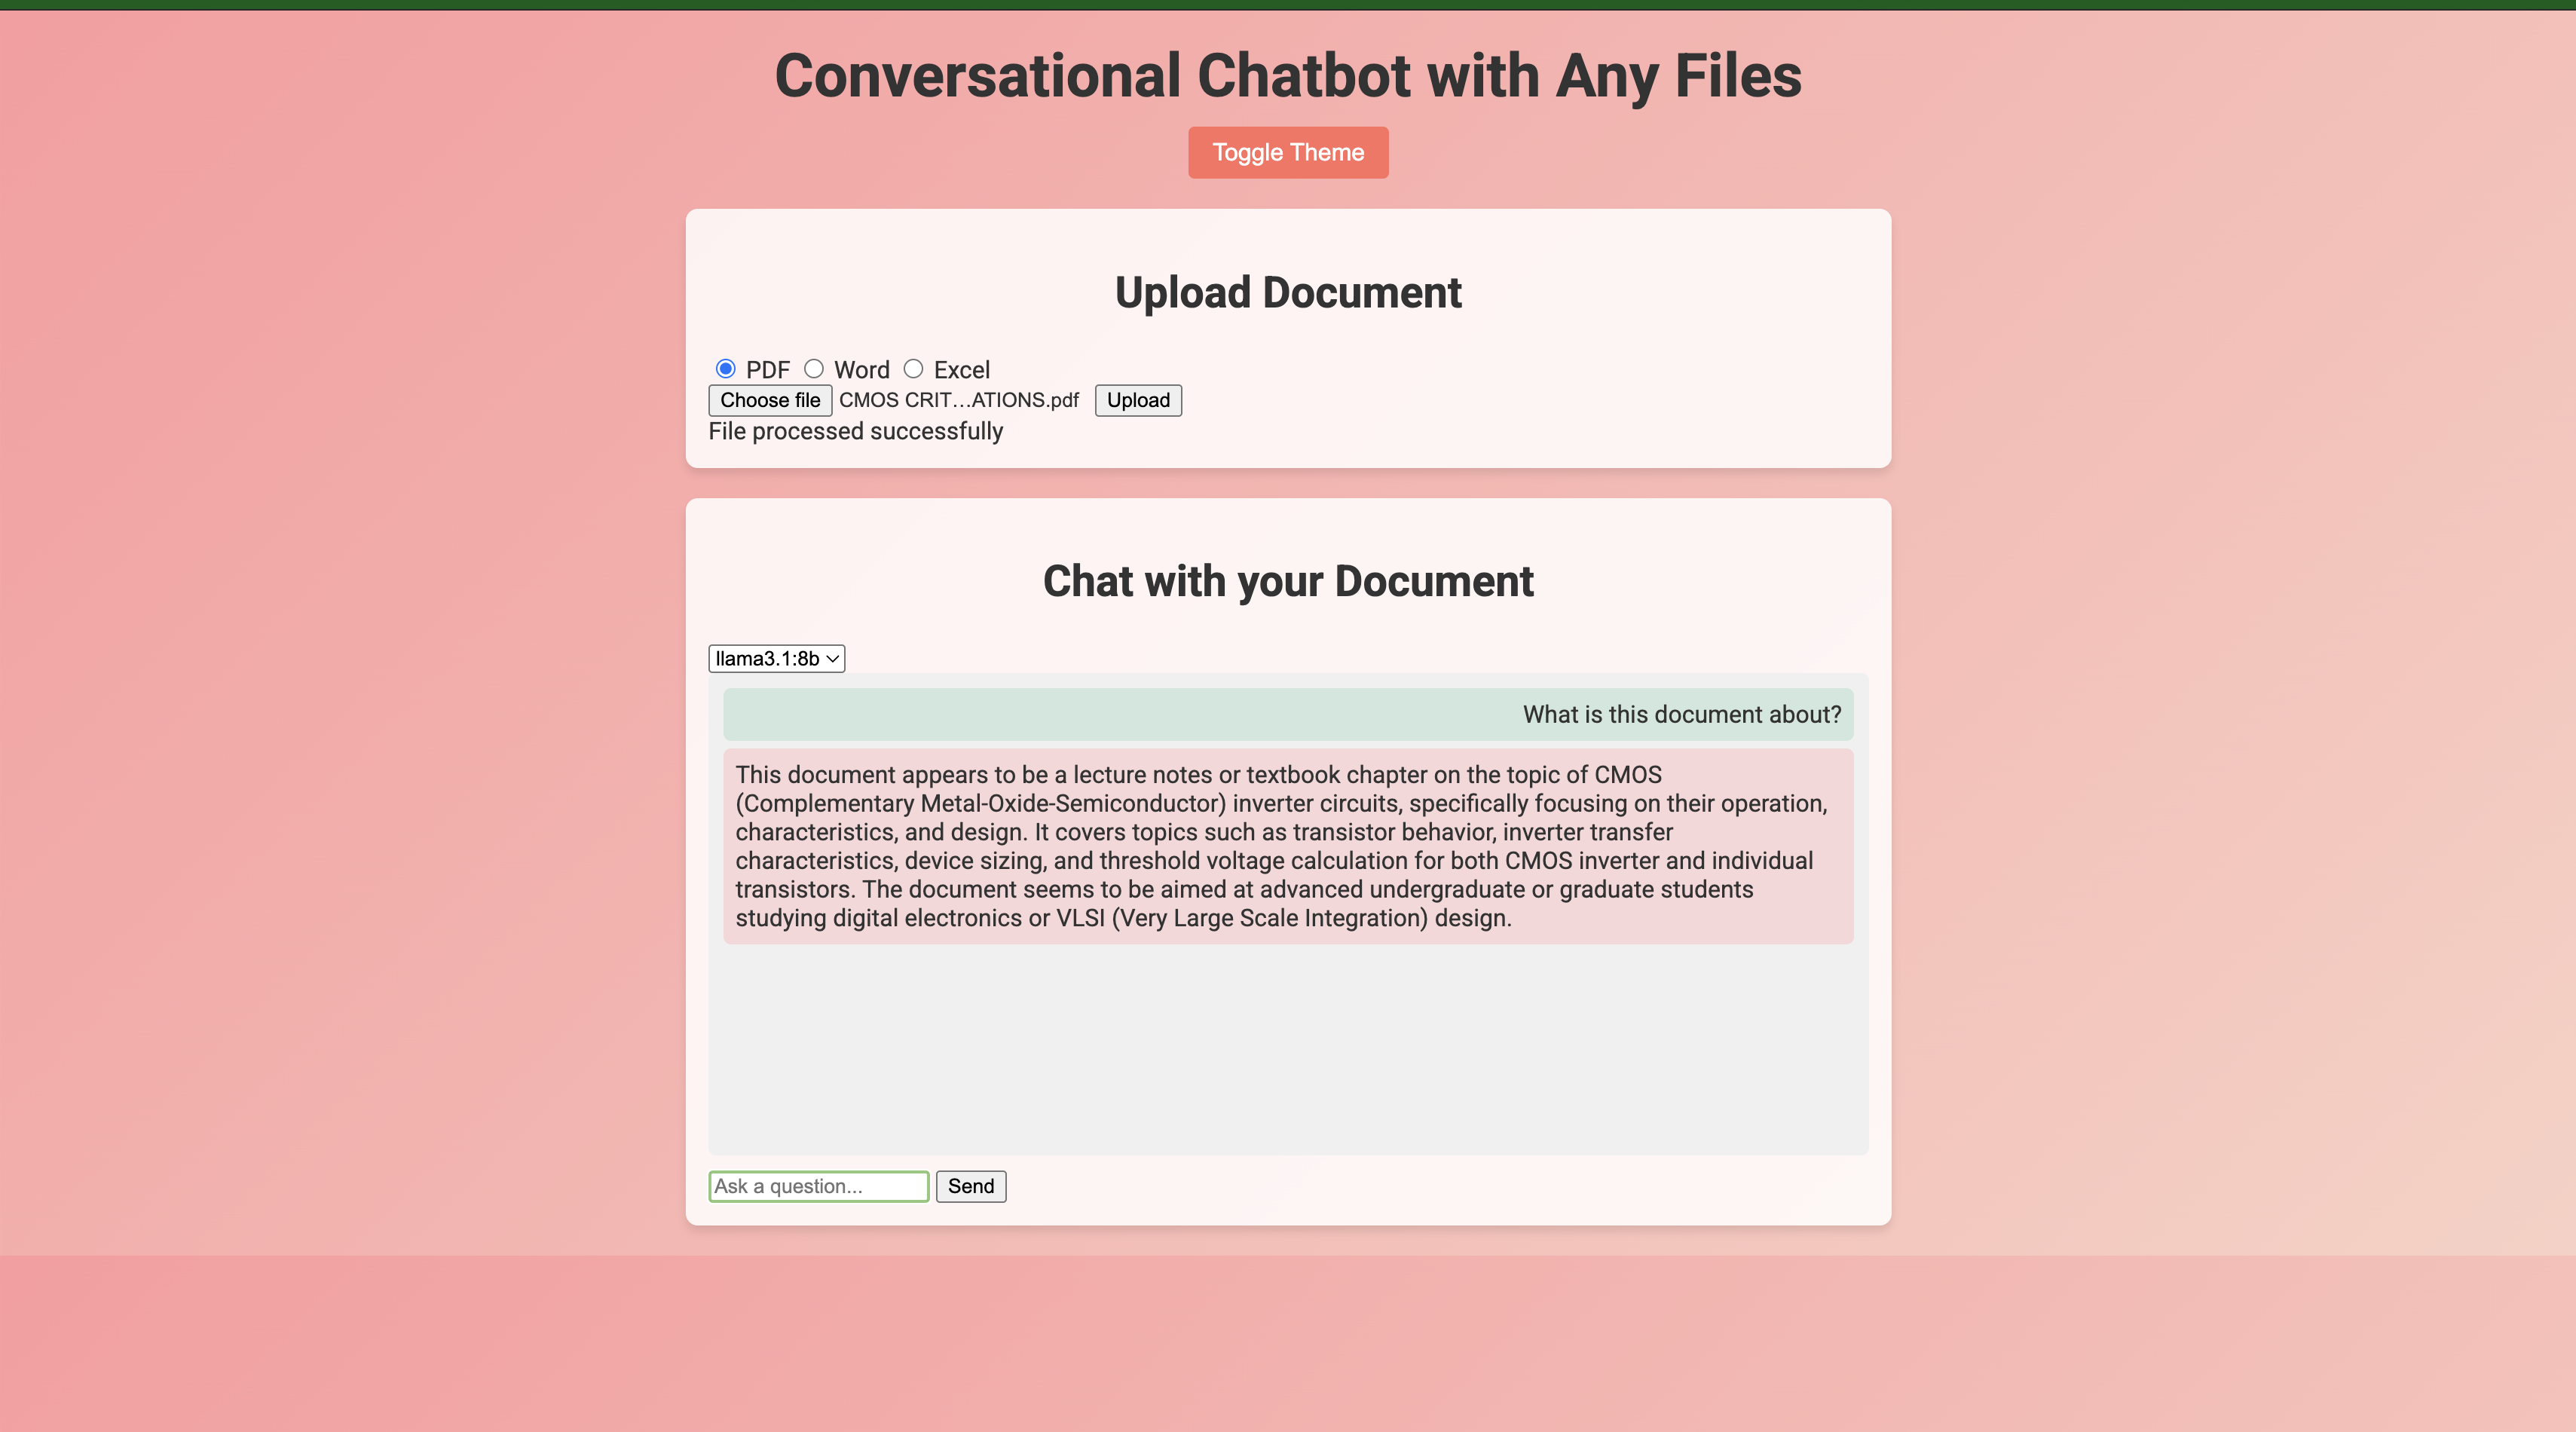 Conversational Chatbot with Any Files
Toggle Theme
Upload Document
PDF Word Excel
Choose file CMOS CRIT...ATIONS.pdf Upload
File processed successfully
Chat with your Document
llama3.1:8b
What is this document about?
This document appears to be a lecture notes or textbook chapter on the topic of CMOS
(Complementary Metal-Oxide-Semiconductor) inverter circuits, specifically focusing on their operation,
characteristics, and design. It covers topics such as transistor behavior, inverter transfer
characteristics, device sizing, and threshold voltage calculation for both CMOS inverter and individual
transistors. The document seems to be aimed at advanced undergraduate or graduate students
studying digital electronics or VLSI (Very Large Scale Integration) design.
Ask a question... Send